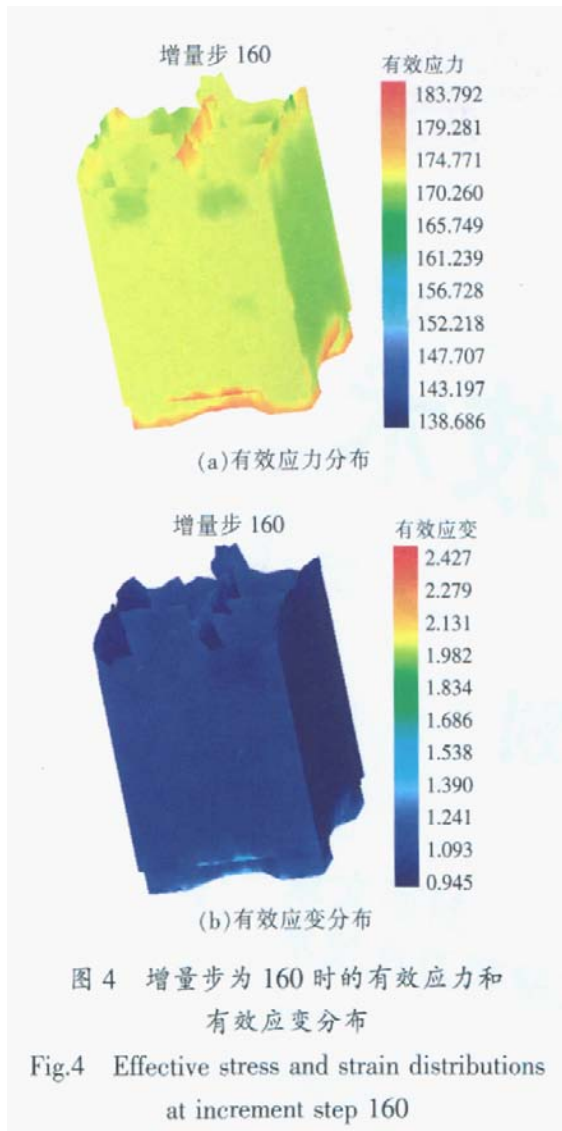 增量步 160
有效应力
183.792
179.281
174.771
170.260
165.749
161.239
156.728
152.218
147.707
143.197
138.686
(a)有效应力分布
增量步 160
有效应变
2.427
2.279
2.131
1.982
1.834
1.686
1.538
1.390
1.241
1.093
0.945
(b)有效应变分布
图 4 增量步为 160 时的有效应力和
有效应变分布
Fig.4 Effective stress and strain distributions
at increment step 160